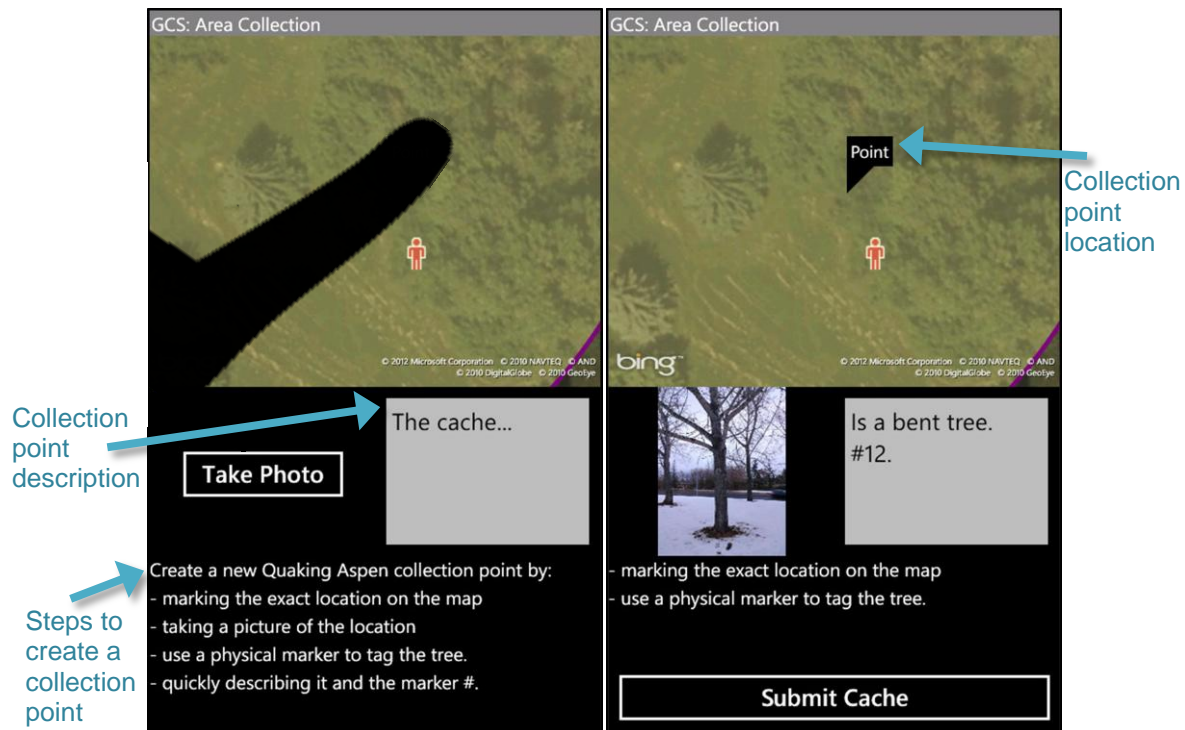 GCS: Area Collection
© 2012 Microsoft Corporation © 2010 NAVTEQ © AND
© 2010 DigitalGlobe © 2010 GeoEye
Collection
point
description
The cache...
Take Photo
Steps to
create a
collection
point
Create a new Quaking Aspen collection point by:
- marking the exact location on the map
- taking a picture of the location
- use a physical marker to tag the tree.
- quickly describing it and the marker #.
GCS: Area Collection
Point
Collection
point
location
bing™
© 2012 Microsoft Corporation © 2010 NAVTEQ © AND
© 2010 DigitalGlobe © 2010 GeoEye
Is a bent tree.
#12.
- marking the exact location on the map
- use a physical marker to tag the tree.
Submit Cache